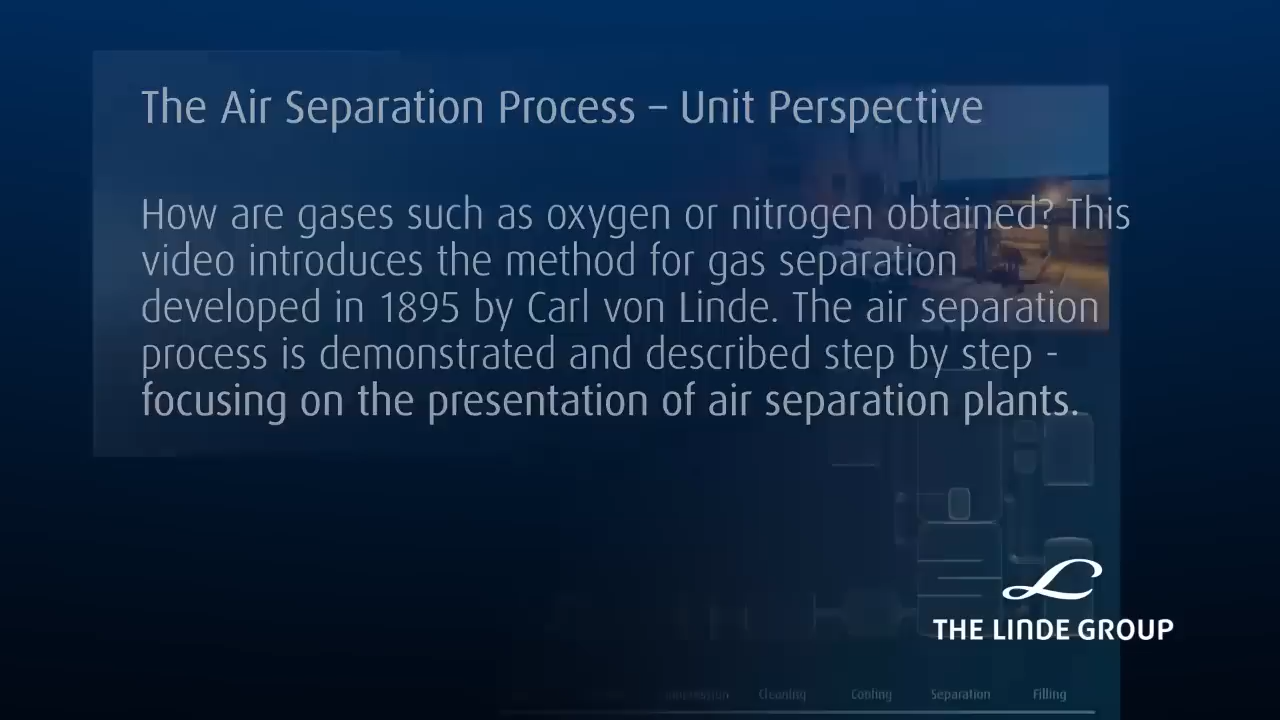 The Air Separation Process – Unit Perspective
How are gases such as oxygen or nitrogen obtained? This
video introduces the method for gas separation
developed in 1895 by Carl von Linde. The air separation
process is demonstrated and described step by step -
focusing on the presentation of air separation plants.
THE LINDE GROUP
Cleaning Cooling Separation Filling